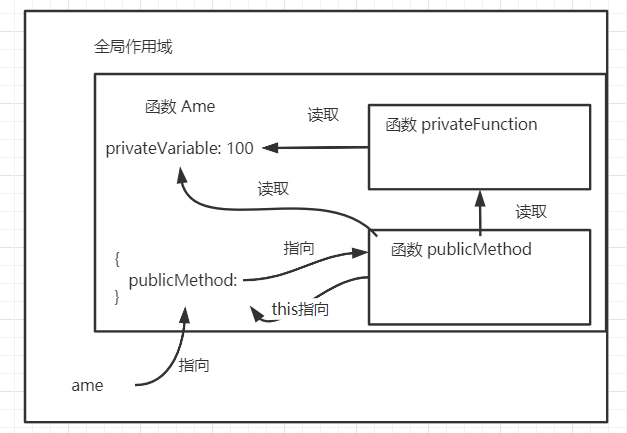 全局作用域
函数 Ame
读取
函数 privateFunction
privateVariable: 100
读取
读取
指向
函数 publicMethod
{
publicMethod:
}
this指向
指向
ame